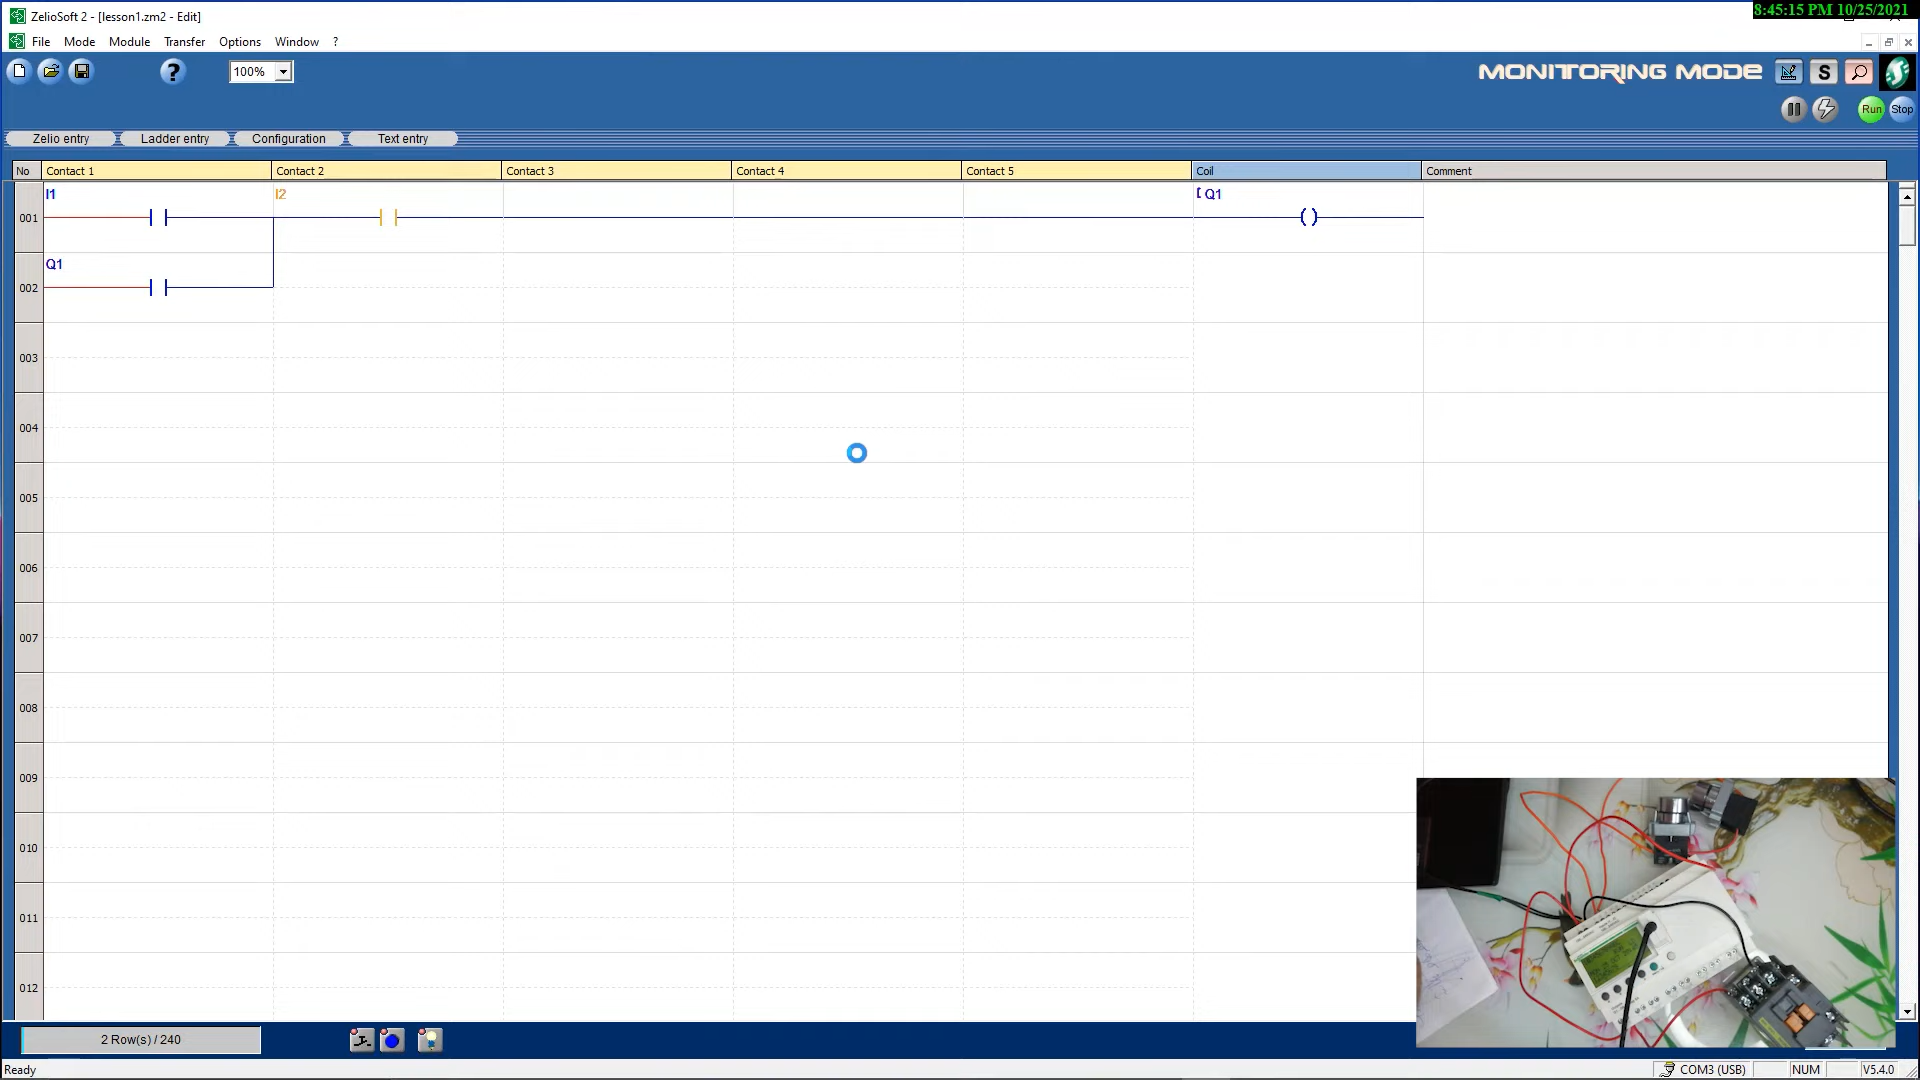 ZelioSoft 2 - [lesson1.zm2 - Edit]
8:45:15 PM 10/25/2021
File Mode Module Transfer Options Window ?
? 100% MONITORING MODE S
Run Stop
Zelio entry Ladder entry Configuration Text entry
No Contact 1 Contact 2 Contact 3 Contact 4 Contact 5 Coil Comment
I1 I2 [ Q1
001
Q1
002
003
004
005
006
007
008
009
010
011
012
2 Row(s) / 240
Ready COM3 (USB) NUM V5.4.0